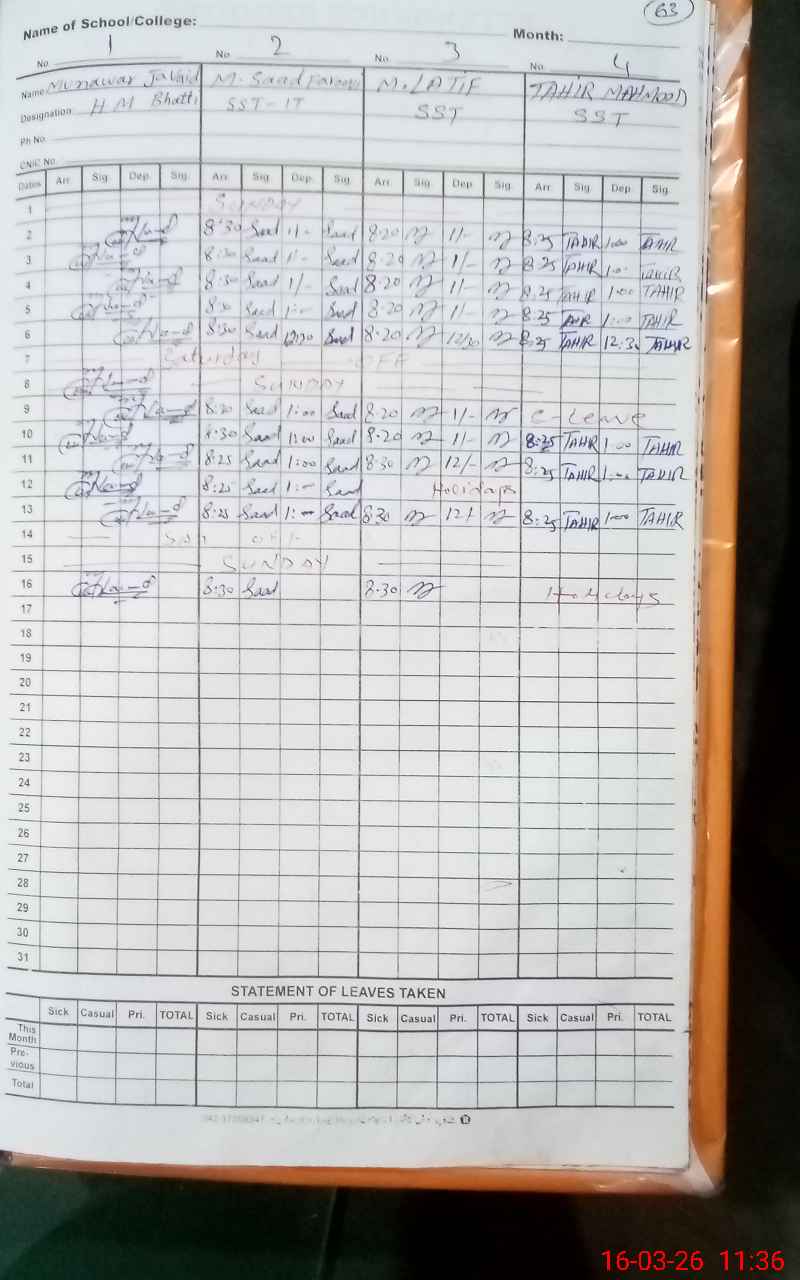 63
Name of School/College: Month:
No 1 No 2 No. 3 No. 4
Name Munawar Javaid M. Saad Farooqi M. LATIF TAHIR MAHMOOD
Designation H M Bhatti SST-IT SST SST
Ph No.
CNIC No.
Dates Arr. Sig. Dep. Sig. Arr. Sig. Dep. Sig. Arr. Sig. Dep. Sig. Arr. Sig. Dep. Sig.
1 SUNDAY
2 8:30 Saad 1:- Saad 8:20 1/- 8:25 TAHIR 1:00 TAHIR
3 8:30 Saad 1:- Saad 8:20 1/- 8:25 TAHIR 1:00 TAHIR
4 8:30 Saad 1/- Saad 8:20 1/- 8:25 TAHIR 1:00 TAHIR
5 8:30 Saad 1:- Saad 8:20 1/- 8:25 TAHIR 1:00 TAHIR
6 8:30 Saad 12:30 Saad 8:20 12/30 8:25 TAHIR 12:30 TAHIR
7 Saturday OFF
8 SUNDAY
9 8:20 Saad 1:00 Saad 8:20 1/- C-Leave
10 8:30 Saad 1:00 Saad 8:20 1/- 8:25 TAHIR 1:00 TAHIR
11 8:25 Saad 1:00 Saad 8:30 12/- 8:25 TAHIR 1:00 TAHIR
12 8:25 Saad 1:- Saad Holidays
13 8:25 Saad 1:- Saad 8:30 12/- 8:25 TAHIR 1:00 TAHIR
14 Sat OFF
15 SUNDAY
16 8:30 Saad 8:30 Holidays
17
18
19
20
21
22
23
24
25
26
27
28
29
30
31
STATEMENT OF LEAVES TAKEN
Sick Casual Pri. TOTAL Sick Casual Pri. TOTAL Sick Casual Pri. TOTAL Sick Casual Pri. TOTAL
This Month
Pre-vious
Total
16-03-26 11:36